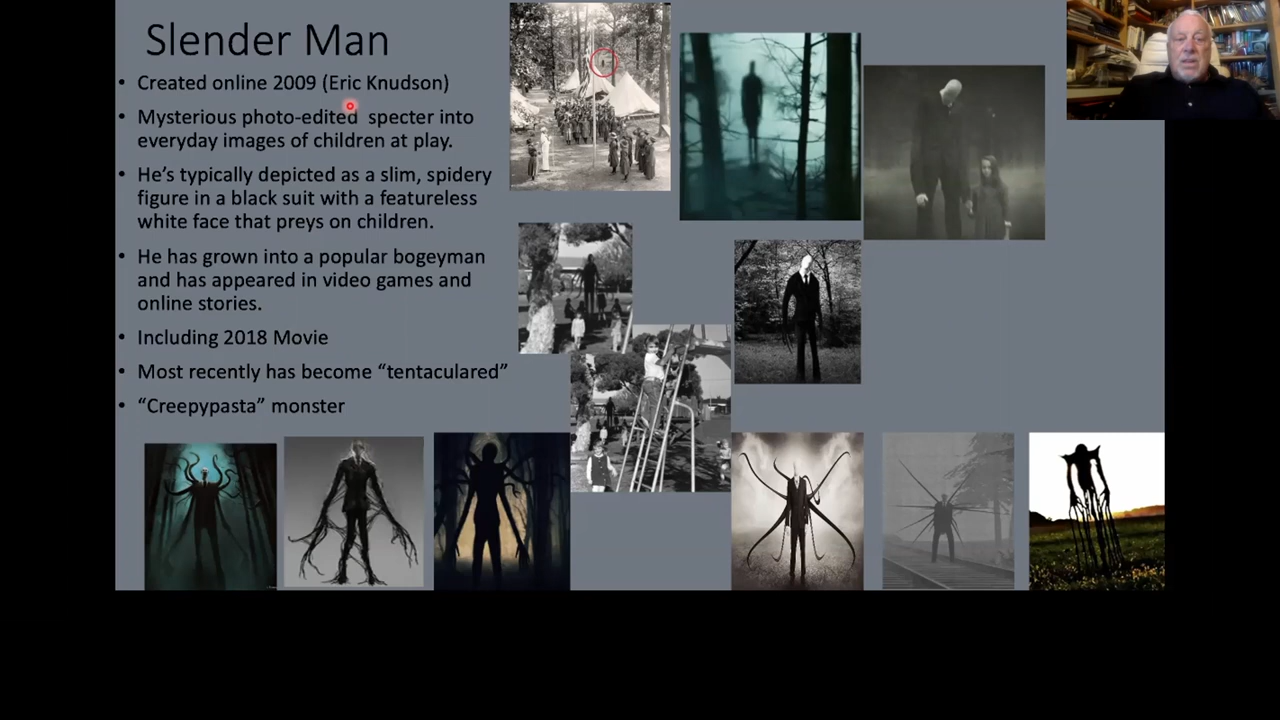 Slender Man
• Created online 2009 (Eric Knudson)
• Mysterious photo-edited specter into
everyday images of children at play.
• He's typically depicted as a slim, spidery
figure in a black suit with a featureless
white face that preys on children.
• He has grown into a popular bogeyman
and has appeared in video games and
online stories.
• Including 2018 Movie
• Most recently has become “tentaculared”
• “Creepypasta” monster